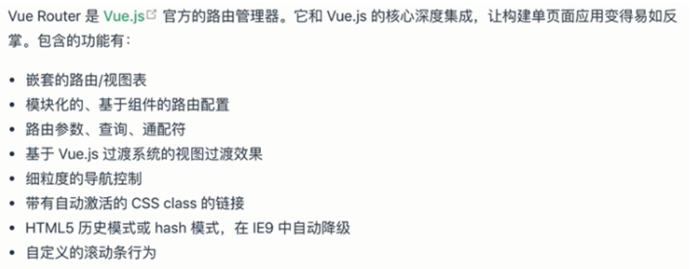 Vue Router 是 Vue.js 官方的路由管理器。它和 Vue.js 的核心深度集成，让构建单页面应用变得易如反
掌。包含的功能有：
• 嵌套的路由/视图表
• 模块化的、基于组件的路由配置
• 路由参数、查询、通配符
• 基于 Vue.js 过渡系统的视图过渡效果
• 细粒度的导航控制
• 带有自动激活的 CSS class 的链接
• HTML5 历史模式或 hash 模式，在 IE9 中自动降级
• 自定义的滚动条行为